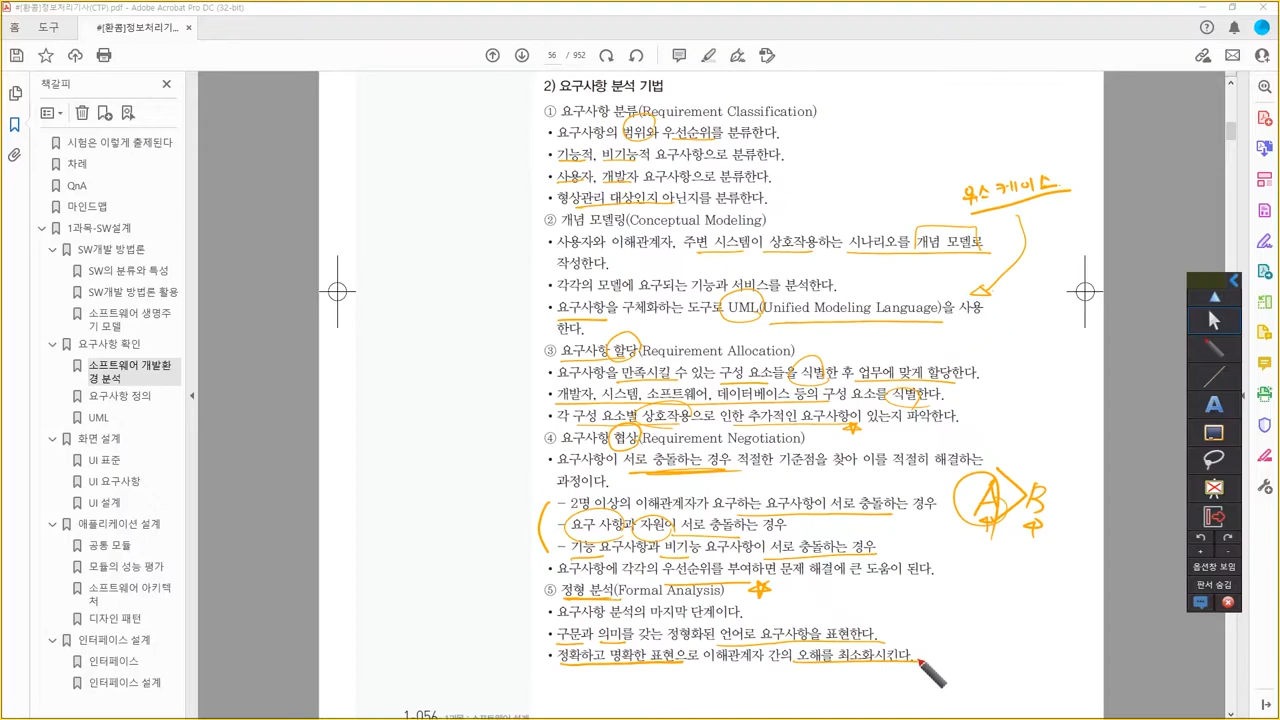 #[환콤]정보처리기사(CTP).pdf - Adobe Acrobat Pro DC (32-bit)
홈 도구 #[환콤]정보처리기... ×
56 / 952
책갈피
시험은 이렇게 출제된다
차례
QnA
마인드맵
1과목-SW설계
SW개발 방법론
SW의 분류와 특성
SW개발 방법론 활용
소프트웨어 생명주
기 모델
요구사항 확인
소프트웨어 개발환
경 분석
요구사항 정의
UML
화면 설계
UI 표준
UI 요구사항
UI 설계
애플리케이션 설계
공통 모듈
모듈의 성능 평가
소프트웨어 아키텍
처
디자인 패턴
인터페이스 설계
인터페이스
인터페이스 설계
2) 요구사항 분석 기법
① 요구사항 분류(Requirement Classification)
• 요구사항의 범위와 우선순위를 분류한다.
• 기능적, 비기능적 요구사항으로 분류한다.
• 사용자, 개발자 요구사항으로 분류한다.
• 형상관리 대상인지 아닌지를 분류한다.
유스케이스
② 개념 모델링(Conceptual Modeling)
• 사용자와 이해관계자, 주변 시스템이 상호작용하는 시나리오를 개념 모델로
작성한다.
• 각각의 모델에 요구되는 기능과 서비스를 분석한다.
• 요구사항을 구체화하는 도구로 UML(Unified Modeling Language)을 사용
한다.
③ 요구사항 할당(Requirement Allocation)
• 요구사항을 만족시킬 수 있는 구성 요소들을 식별한 후 업무에 맞게 할당한다.
• 개발자, 시스템, 소프트웨어, 데이터베이스 등의 구성 요소를 식별한다.
• 각 구성 요소별 상호작용으로 인한 추가적인 요구사항이 있는지 파악한다.
④ 요구사항 협상(Requirement Negotiation)
• 요구사항이 서로 충돌하는 경우 적절한 기준점을 찾아 이를 적절히 해결하는
과정이다.
- 2명 이상의 이해관계자가 요구하는 요구사항이 서로 충돌하는 경우
A > B
- 요구 사항과 자원이 서로 충돌하는 경우
- 기능 요구사항과 비기능 요구사항이 서로 충돌하는 경우
• 요구사항에 각각의 우선순위를 부여하면 문제 해결에 큰 도움이 된다.
⑤ 정형 분석(Formal Analysis)
• 요구사항 분석의 마지막 단계이다.
• 구문과 의미를 갖는 정형화된 언어로 요구사항을 표현한다.
• 정확하고 명확한 표현으로 이해관계자 간의 오해를 최소화시킨다.
1-056 1과목 : 소프트웨어 설계
A
옵션창 보임
판서 숨김